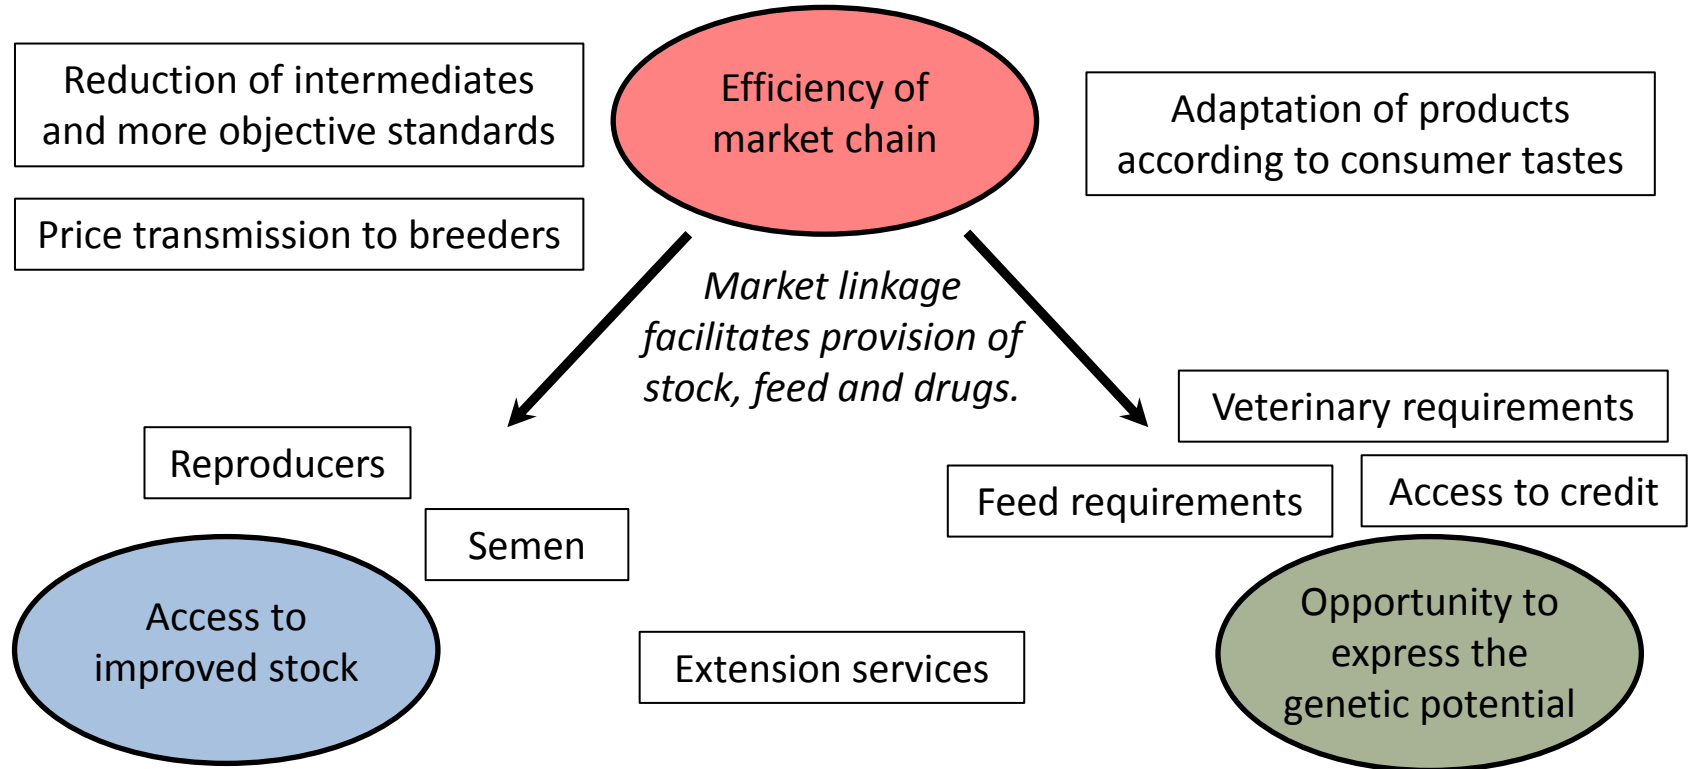 Reduction of intermediates
and more objective standards
Efficiency of
market chain
Adaptation of products
according to consumer tastes
Price transmission to breeders
Market linkage
facilitates provision of
stock, feed and drugs.
Veterinary requirements
Reproducers
Feed requirements
Access to credit
Semen
Access to
improved stock
Extension services
Opportunity to
express the
genetic potential